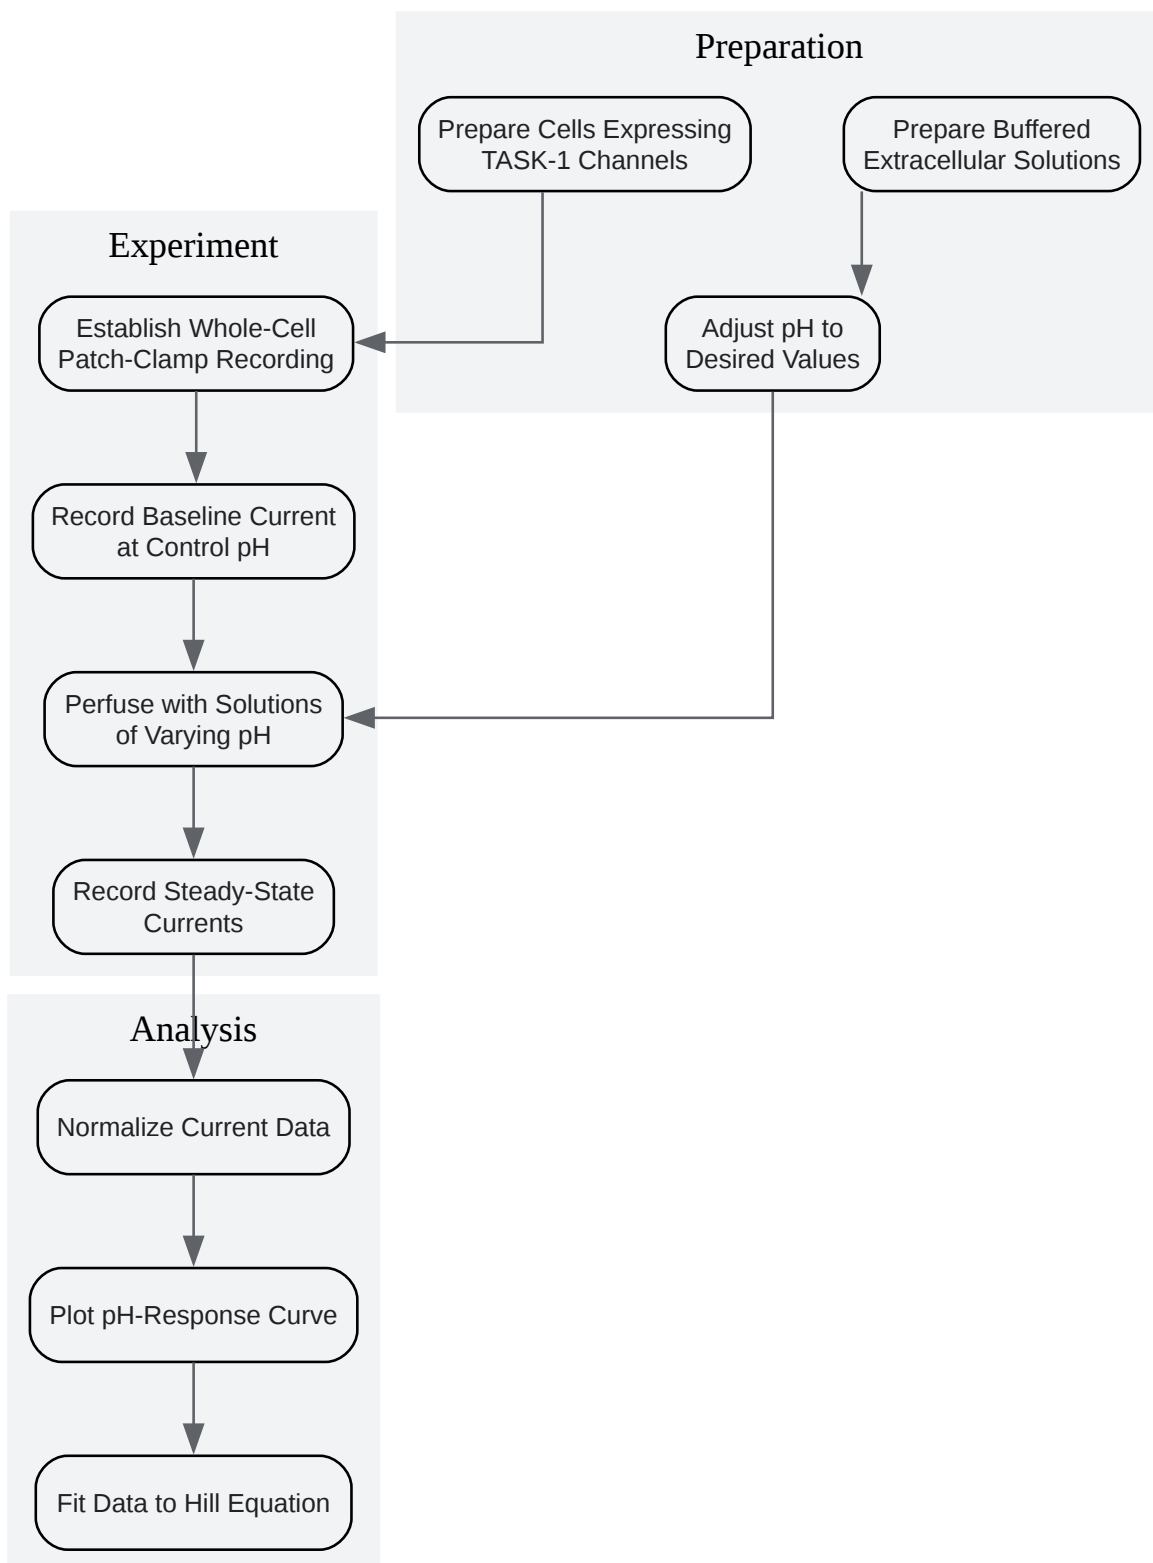 Preparation
Prepare Cells Expressing
TASK-1 Channels
Prepare Buffered
Extracellular Solutions
Adjust pH to
Desired Values
Experiment
Establish Whole-Cell
Patch-Clamp Recording
Record Baseline Current
at Control pH
Perfuse with Solutions
of Varying pH
Record Steady-State
Currents
Analysis
Normalize Current Data
Plot pH-Response Curve
Fit Data to Hill Equation